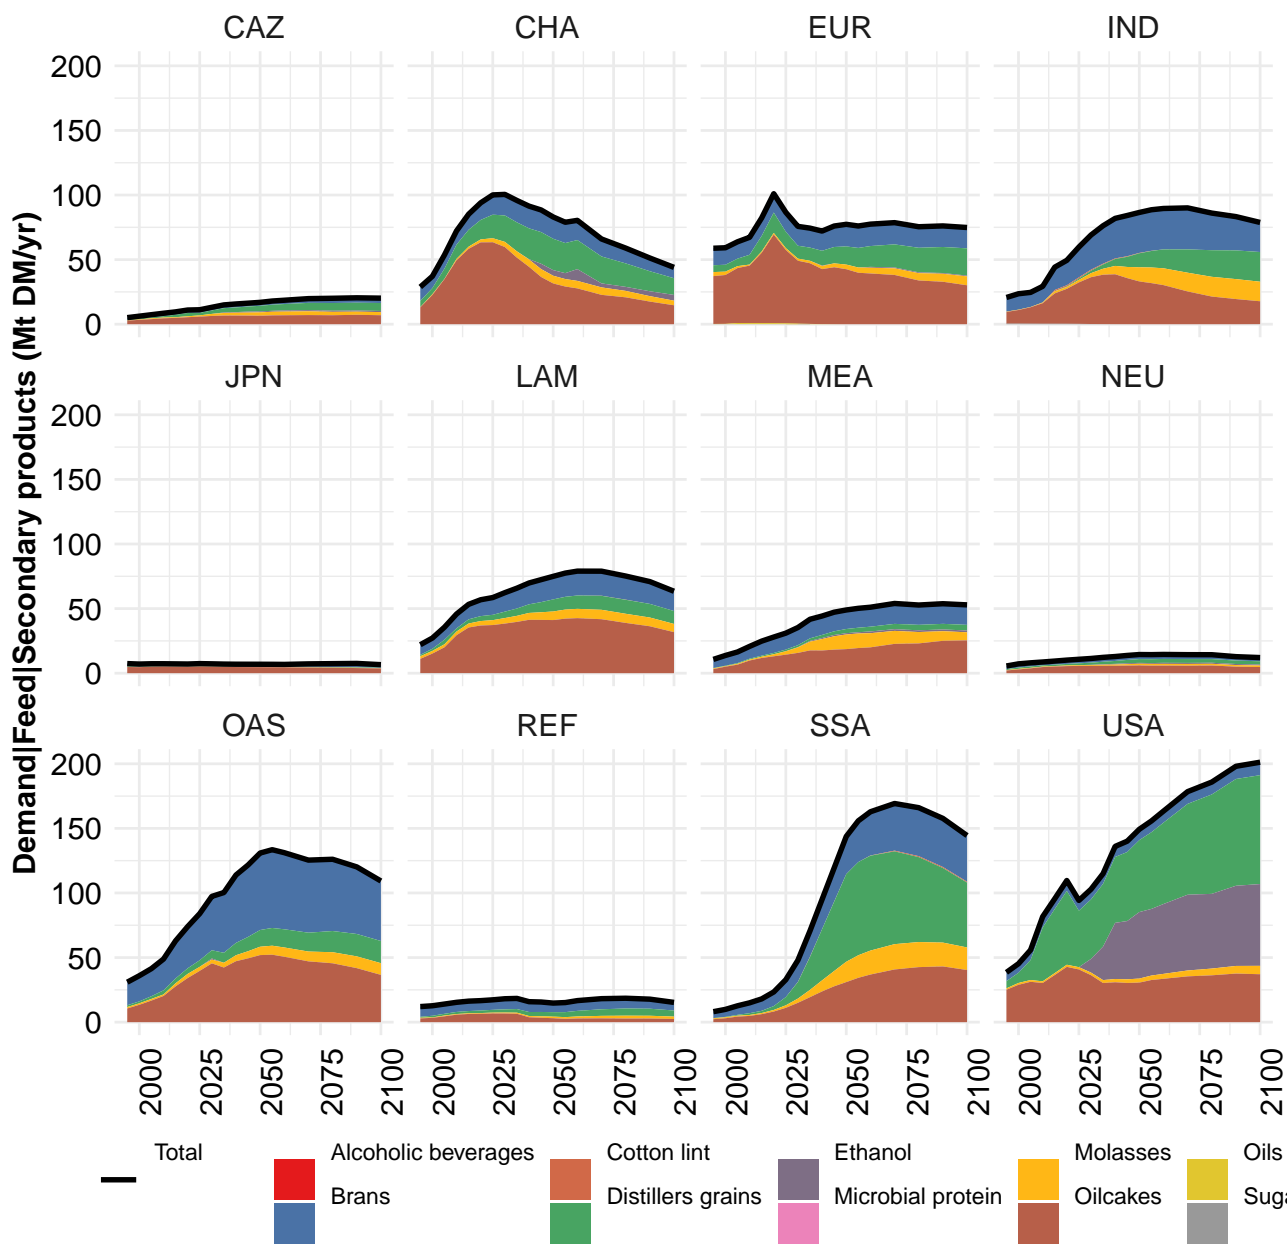 CAZ CHA EUR IND
200
150
100
50
0
JPN LAM MEA NEU
200
150
100
50
0
OAS REF SSA USA
200
150
100
50
0
Demand|Feed|Secondary products (Mt DM/yr)
2000 2025 2050 2075 2100 2000 2025 2050 2075 2100 2000 2025 2050 2075 2100 2000 2025 2050 2075 2100
Total Alcoholic beverages Cotton lint Ethanol Molasses Oils
Brans Distillers grains Microbial protein Oilcakes Suga